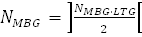 N_MBG = ]N_MBG·LTG / 2[